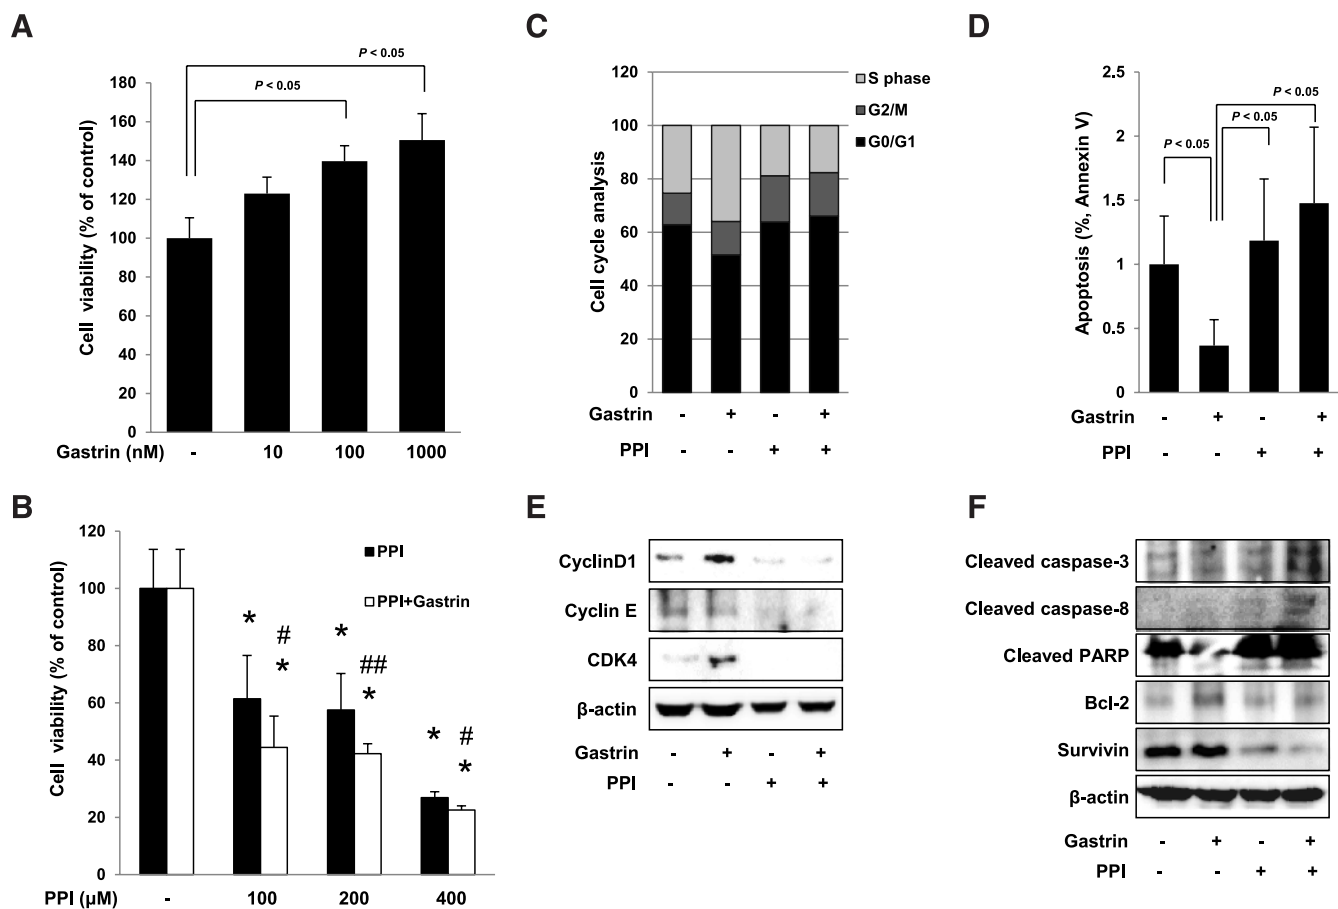 A
P < 0.05
P < 0.05
180
160
140
120
100
80
60
40
20
0
Cell viability (% of control)
Gastrin (nM) - 10 100 1000
B
120
100
80
60
40
20
0
Cell viability (% of control)
PPI
PPI+Gastrin
* # * * ## * * # *
PPI (µM) - 100 200 400
C
120
100
80
60
40
20
0
Cell cycle analysis
S phase
G2/M
G0/G1
Gastrin - + - +
PPI - - + +
D
2.5
2
1.5
1
0.5
0
Apoptosis (%, Annexin V)
P < 0.05
P < 0.05
P < 0.05
Gastrin - + - +
PPI - - + +
E
CyclinD1
Cyclin E
CDK4
β-actin
Gastrin - + - +
PPI - - + +
F
Cleaved caspase-3
Cleaved caspase-8
Cleaved PARP
Bcl-2
Survivin
β-actin
Gastrin - + - +
PPI - - + +